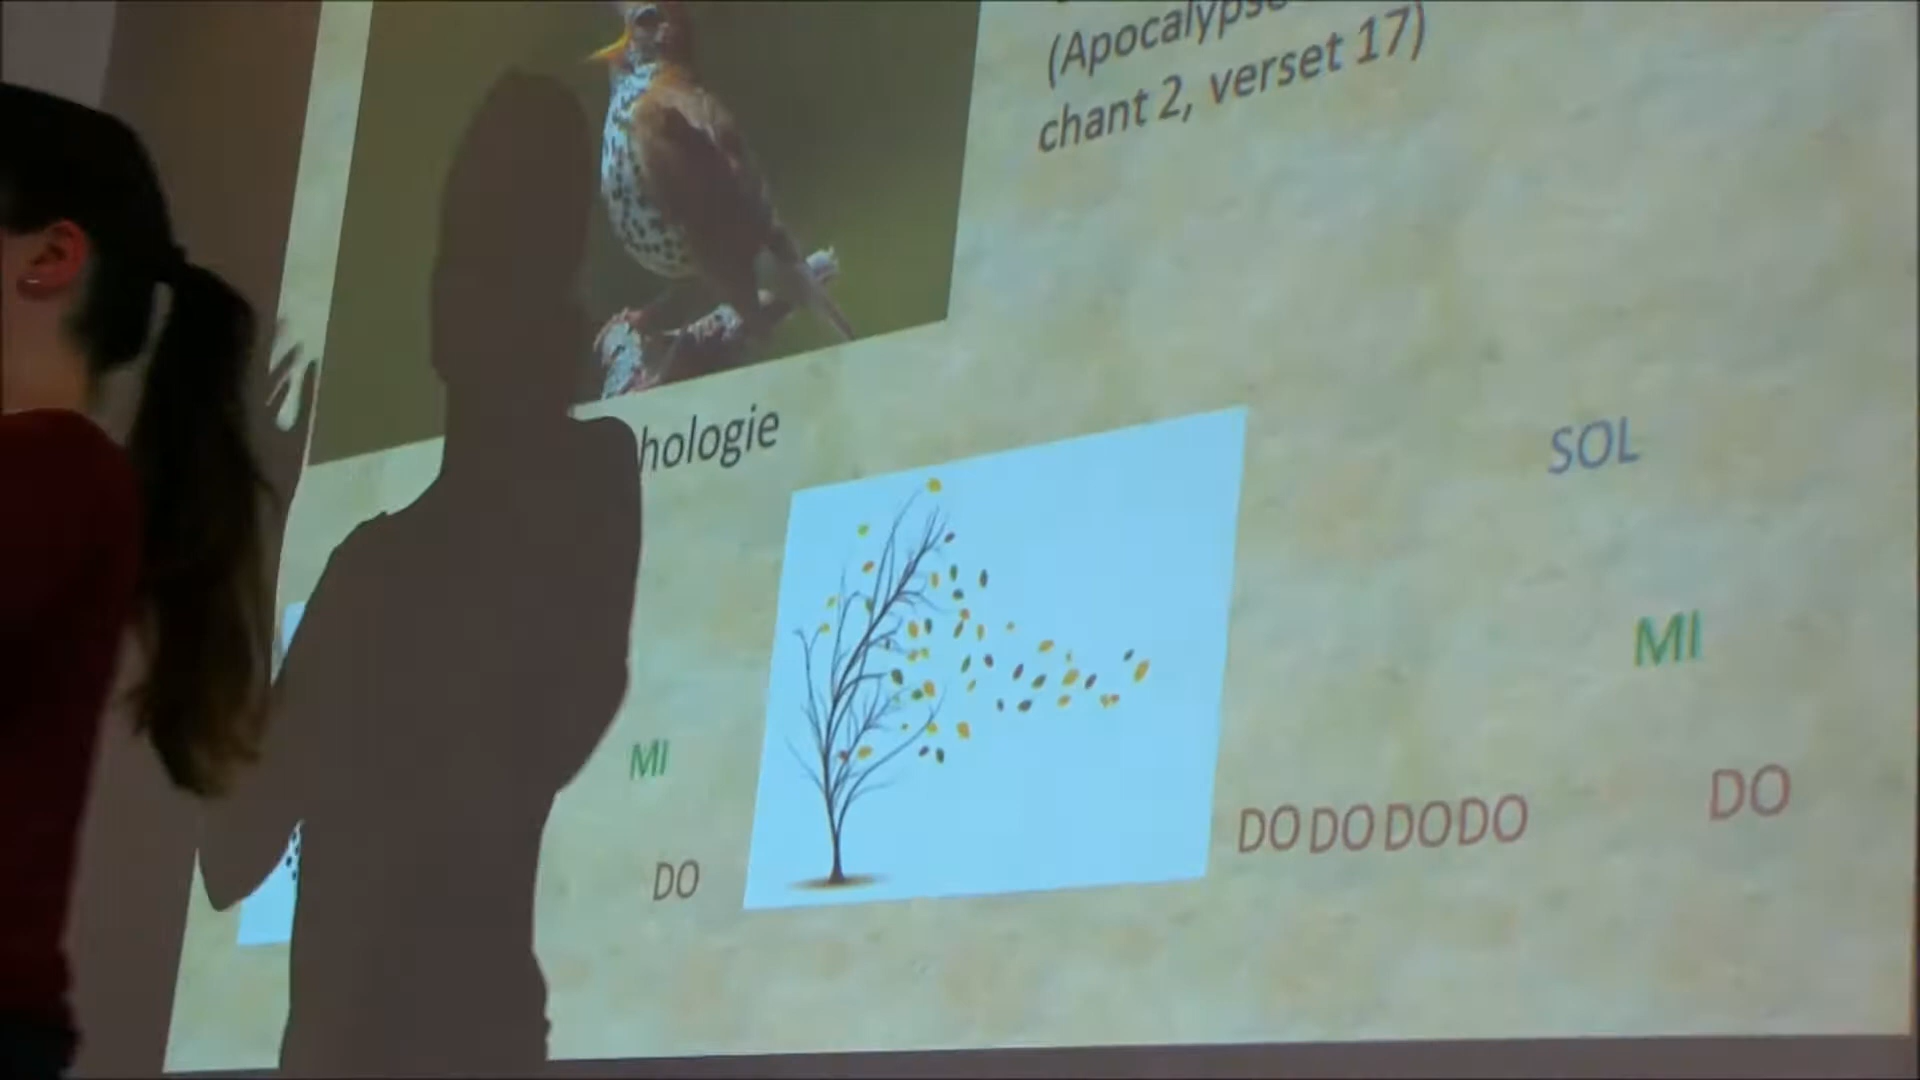 (Apocalypse
chant 2, verset 17)
hologie
SOL
MI
MI
DO DO DO DO
DO
DO